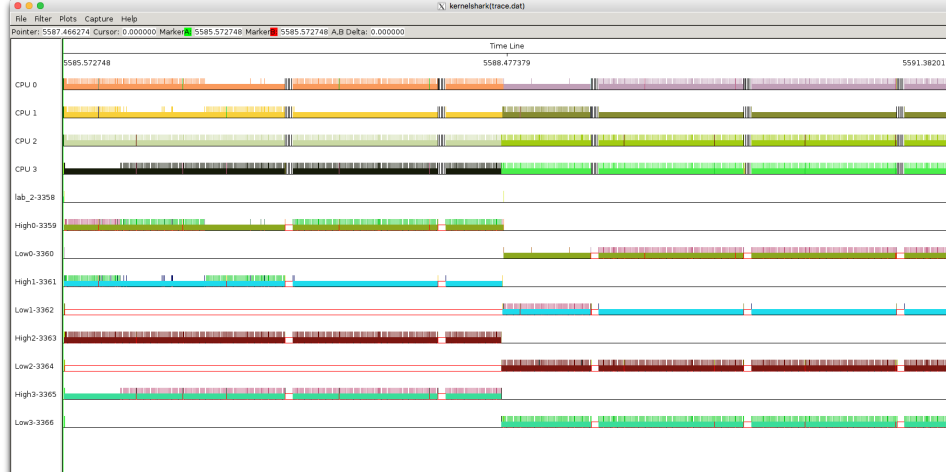 kernelshark(trace.dat)
File Filter Plots Capture Help
Pointer: 5587.466274 Cursor: 0.000000 Marker A: 5585.572748 Marker B: 5585.572748 A,B Delta: 0.000000
Time Line
5585.572748 5588.477379 5591.38201
CPU 0
CPU 1
CPU 2
CPU 3
lab_2-3358
High0-3359
Low0-3360
High1-3361
Low1-3362
High2-3363
Low2-3364
High3-3365
Low3-3366